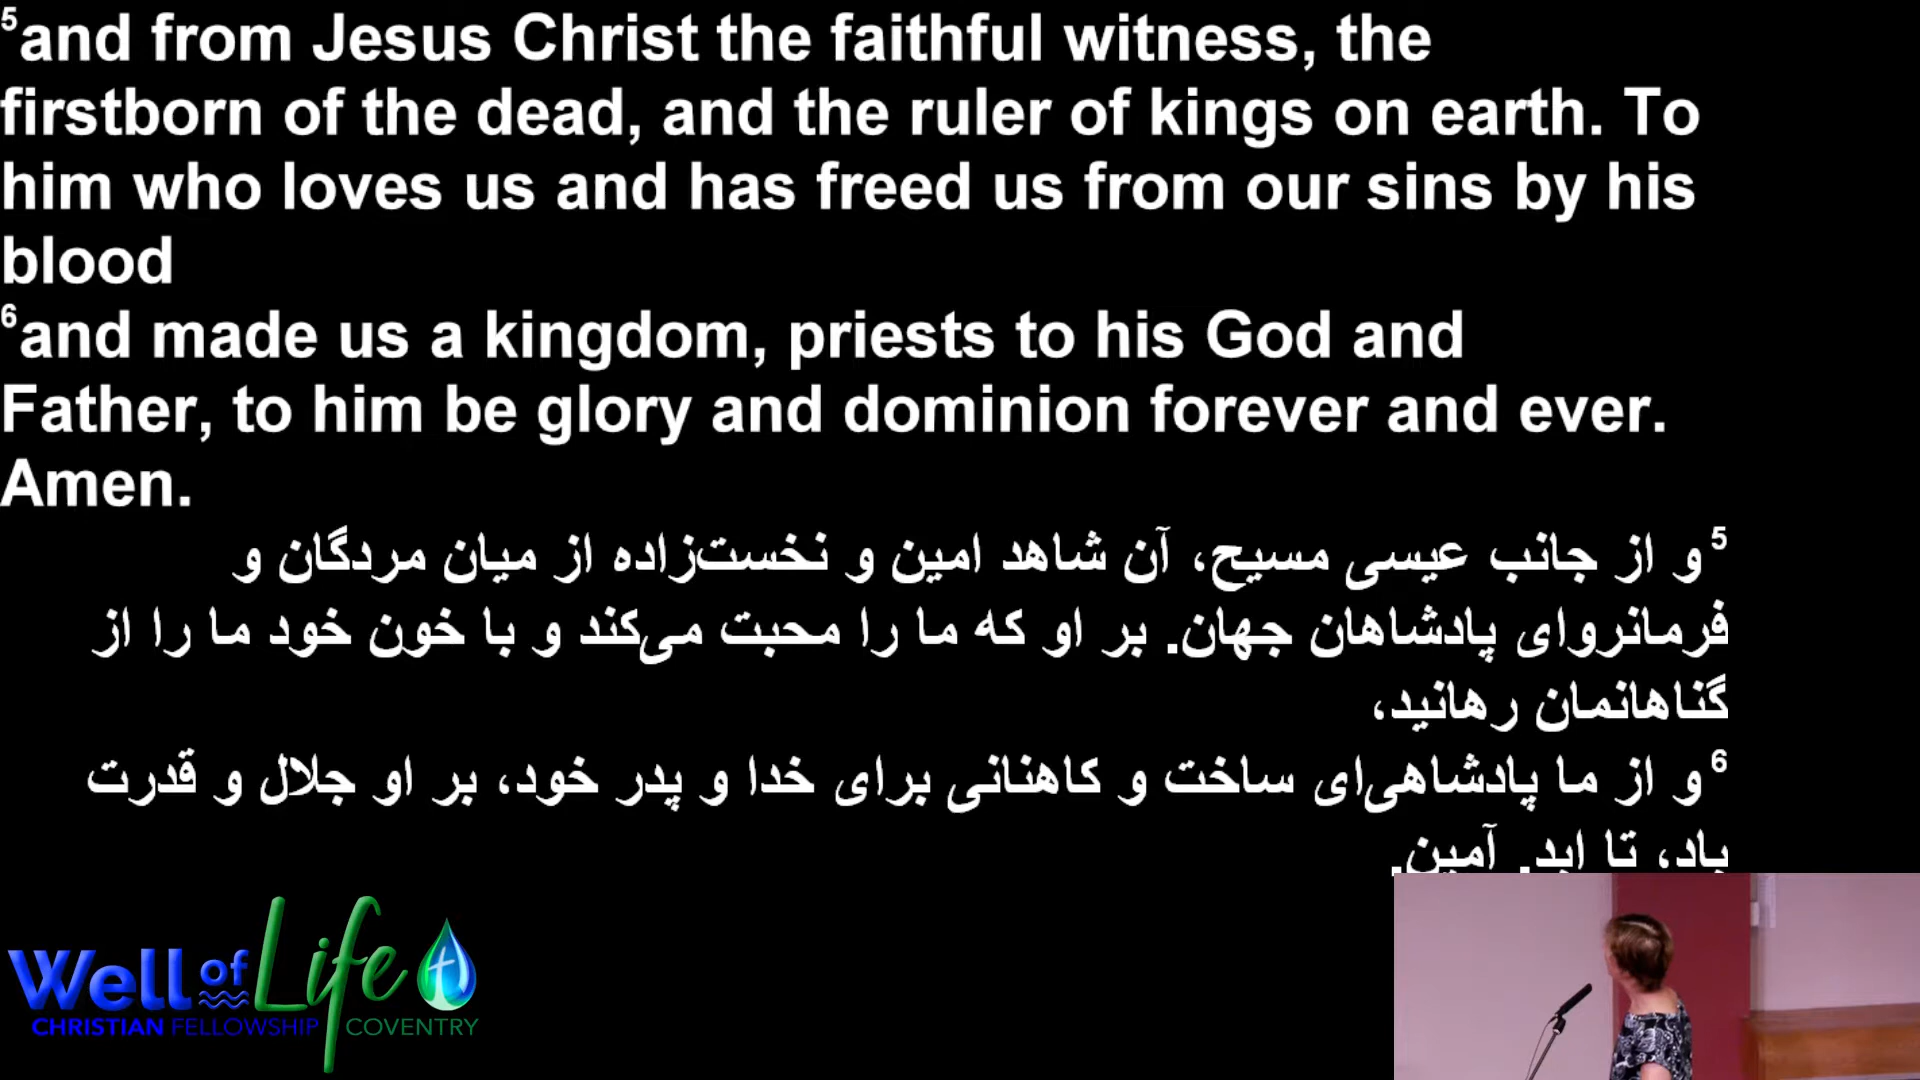 ⁵and from Jesus Christ the faithful witness, the
firstborn of the dead, and the ruler of kings on earth. To
him who loves us and has freed us from our sins by his
blood
⁶and made us a kingdom, priests to his God and
Father, to him be glory and dominion forever and ever.
Amen.
⁵ و از جانب عیسی مسیح، آن شاهد امین و نخست‌زاده از میان مردگان و
فرمانروای پادشاهان جهان. بر او که ما را محبت می‌کند و با خون خود ما را از
گناهانمان رهانید،
⁶ و از ما پادشاهی‌ای ساخت و کاهنانی برای خدا و پدر خود، بر او جلال و قدرت
باد، تا ابد. آمین.
Well of Life
CHRISTIAN FELLOWSHIP COVENTRY